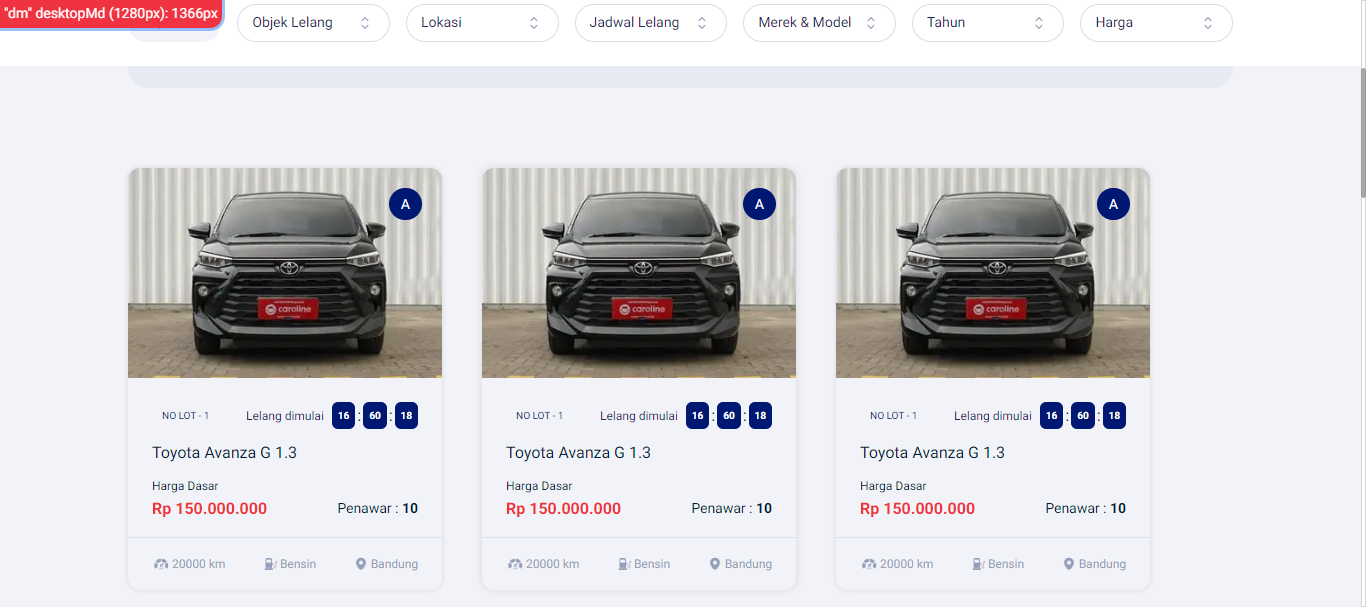 "dm" desktopMd (1280px): 1366px
Objek Lelang
Lokasi
Jadwal Lelang
Merek & Model
Tahun
Harga
A
caroline
NO LOT - 1
Lelang dimulai 16 : 60 : 18
Toyota Avanza G 1.3
Harga Dasar
Rp 150.000.000
Penawar : 10
20000 km
Bensin
Bandung
A
caroline
NO LOT - 1
Lelang dimulai 16 : 60 : 18
Toyota Avanza G 1.3
Harga Dasar
Rp 150.000.000
Penawar : 10
20000 km
Bensin
Bandung
A
caroline
NO LOT - 1
Lelang dimulai 16 : 60 : 18
Toyota Avanza G 1.3
Harga Dasar
Rp 150.000.000
Penawar : 10
20000 km
Bensin
Bandung